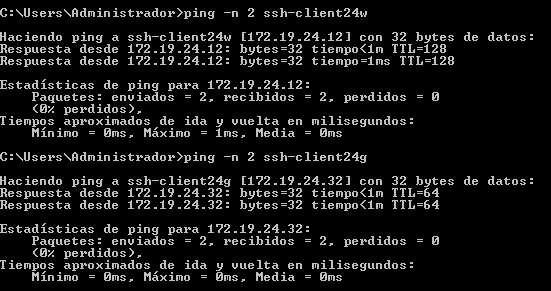 C:\Users\Administrador>ping -n 2 ssh-client24w
Haciendo ping a ssh-client24w [172.19.24.12] con 32 bytes de datos:
Respuesta desde 172.19.24.12: bytes=32 tiempo<1m TTL=128
Respuesta desde 172.19.24.12: bytes=32 tiempo=1ms TTL=128
Estadísticas de ping para 172.19.24.12:
Paquetes: enviados = 2, recibidos = 2, perdidos = 0
(0% perdidos),
Tiempos aproximados de ida y vuelta en milisegundos:
Mínimo = 0ms, Máximo = 1ms, Media = 0ms
C:\Users\Administrador>ping -n 2 ssh-client24g
Haciendo ping a ssh-client24g [172.19.24.32] con 32 bytes de datos:
Respuesta desde 172.19.24.32: bytes=32 tiempo<1m TTL=64
Respuesta desde 172.19.24.32: bytes=32 tiempo<1m TTL=64
Estadísticas de ping para 172.19.24.32:
Paquetes: enviados = 2, recibidos = 2, perdidos = 0
(0% perdidos),
Tiempos aproximados de ida y vuelta en milisegundos:
Mínimo = 0ms, Máximo = 0ms, Media = 0ms